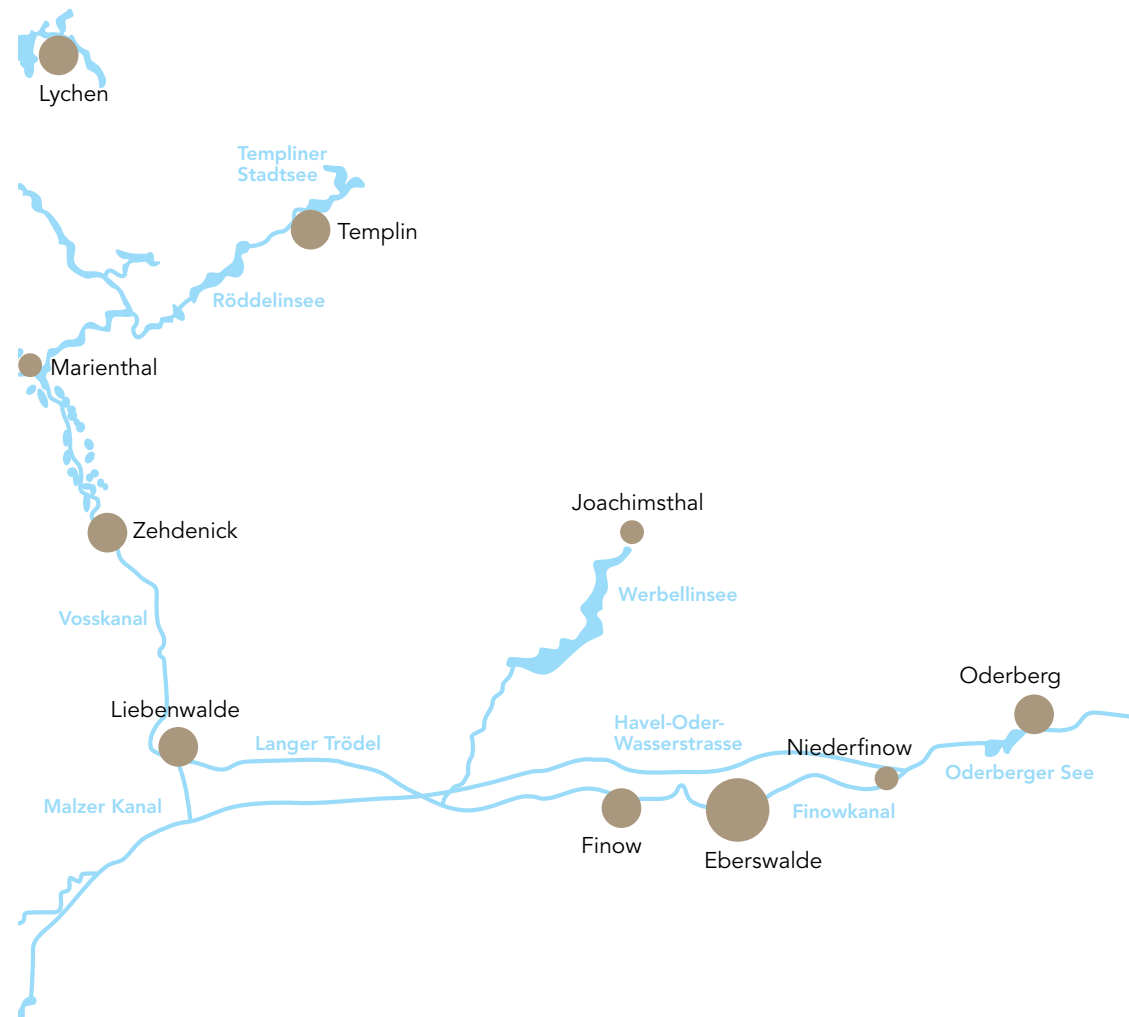 Lychen
Templiner
Stadtsee
Templin
Röddelinsee
Marienthal
Joachimsthal
Zehdenick
Werbellinsee
Vosskanal
Oderberg
Liebenwalde
Havel-Oder-
Wasserstrasse
Langer Trödel
Niederfinow
Oderberger See
Malzer Kanal
Finowkanal
Finow
Eberswalde